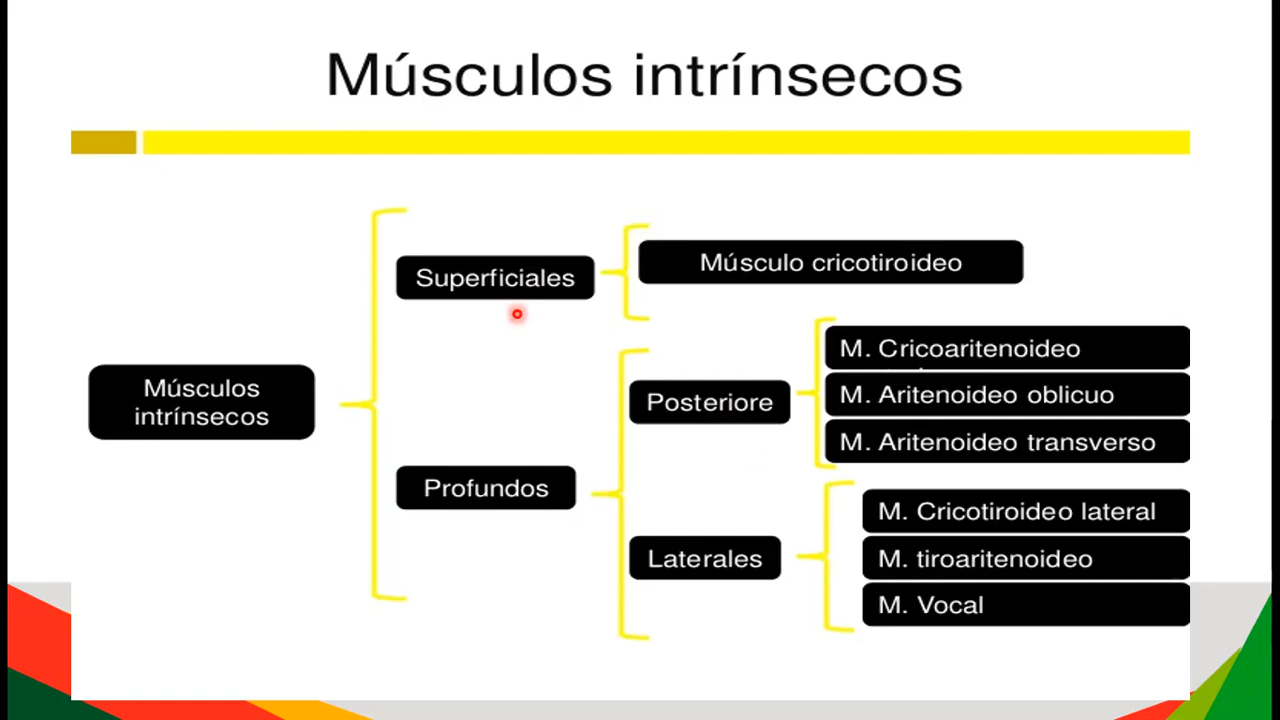 Músculos intrínsecos
Músculos
intrínsecos
Superficiales
Músculo cricotiroideo
Profundos
Posteriore
M. Cricoaritenoideo
M. Aritenoideo oblicuo
M. Aritenoideo transverso
Laterales
M. Cricotiroideo lateral
M. tiroaritenoideo
M. Vocal